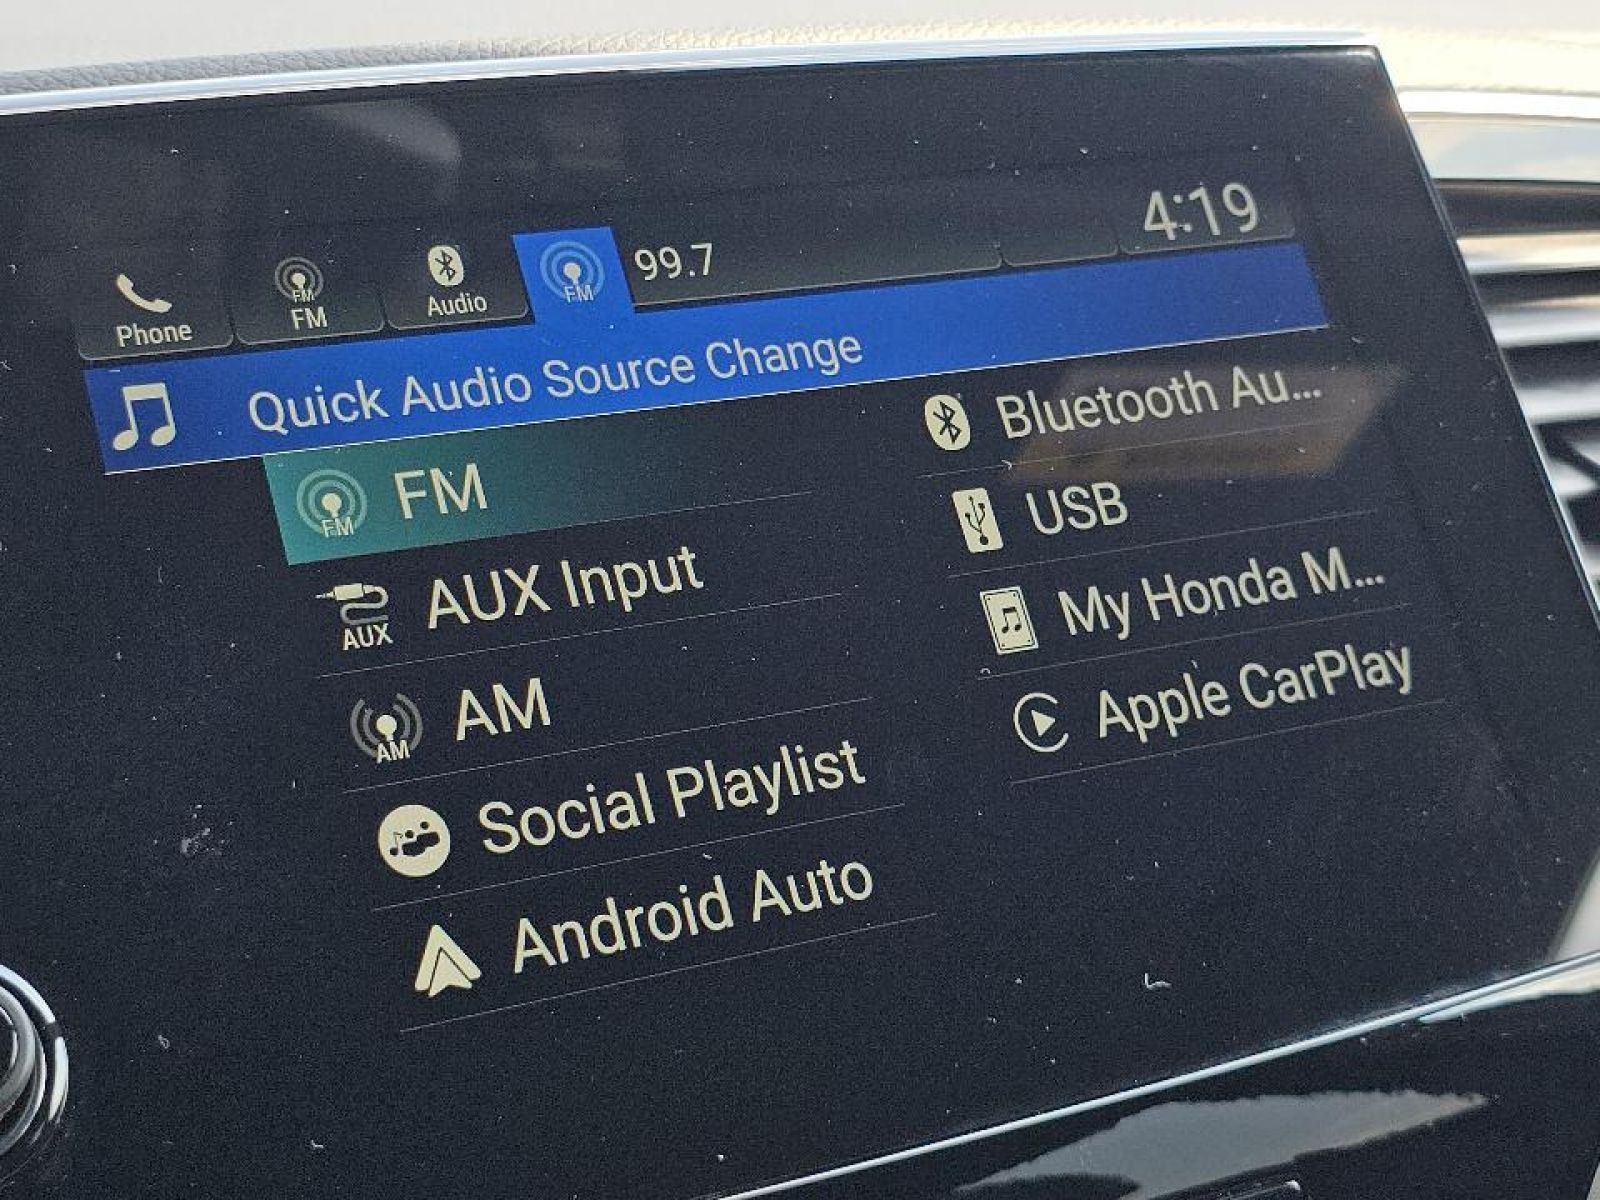 4:19
99.7
FM
Phone
FM
FM
Audio
Quick Audio Source Change
FM
FM
AUX
AUX Input
AM
AM
Social Playlist
Android Auto
Bluetooth Au...
USB
My Honda M...
Apple CarPlay